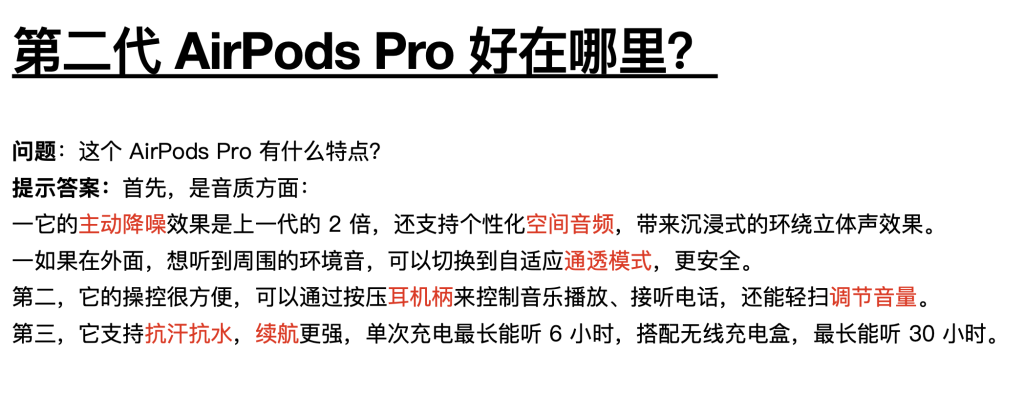 第二代 AirPods Pro 好在哪里？
问题：这个 AirPods Pro 有什么特点？
提示答案：首先，是音质方面：
一它的主动降噪效果是上一代的 2 倍，还支持个性化空间音频，带来沉浸式的环绕立体声效果。
一如果在外面，想听到周围的环境音，可以切换到自适应通透模式，更安全。
第二，它的操控很方便，可以通过按压耳机柄来控制音乐播放、接听电话，还能轻扫调节音量。
第三，它支持抗汗抗水，续航更强，单次充电最长能听 6 小时，搭配无线充电盒，最长能听 30 小时。